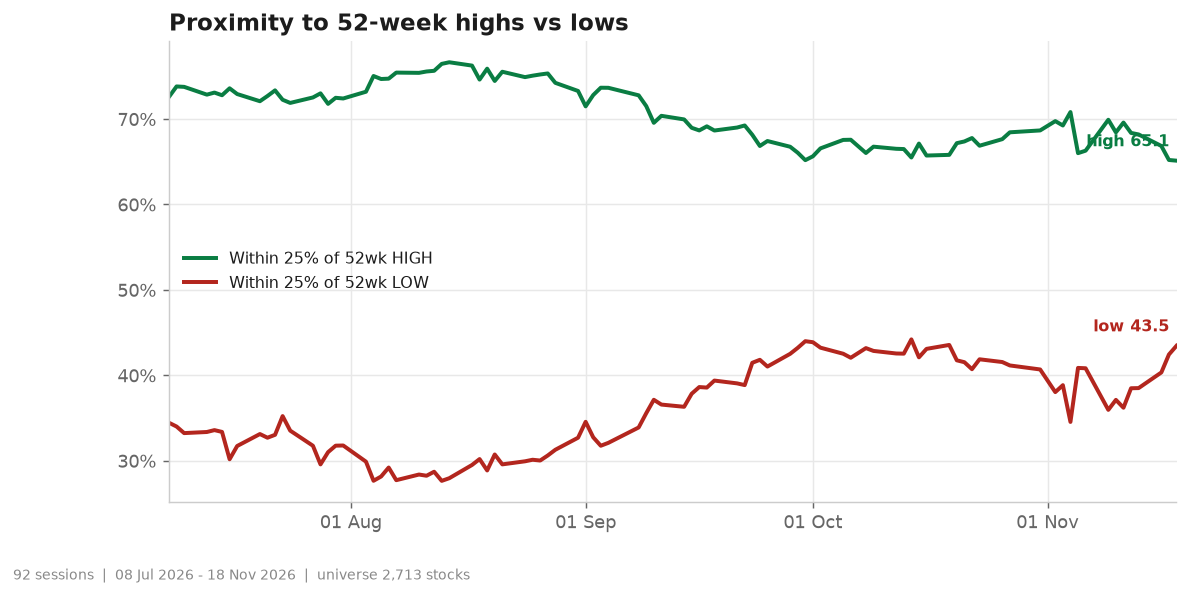 Proximity to 52-week highs vs lows
70%
60%
50%
40%
30%
Within 25% of 52wk HIGH
Within 25% of 52wk LOW
high 65.1
low 43.5
01 Aug
01 Sep
01 Oct
01 Nov
92 sessions | 08 Jul 2026 - 18 Nov 2026 | universe 2,713 stocks